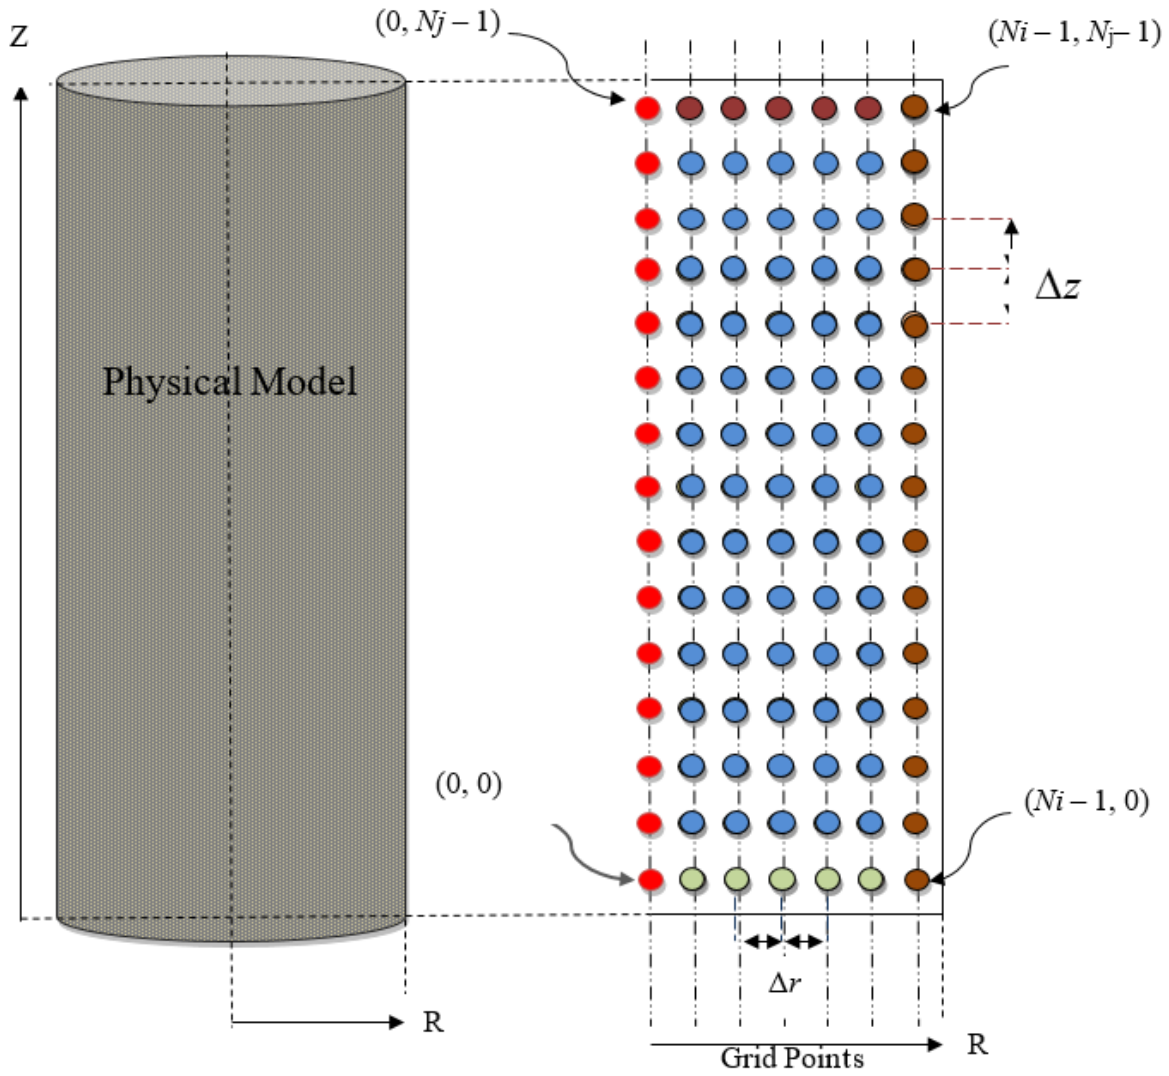 (0, Nj – 1)
(Ni – 1, Nj– 1)
Z
Δz
Physical Model
(0, 0)
(Ni – 1, 0)
Δr
R
R
Grid Points